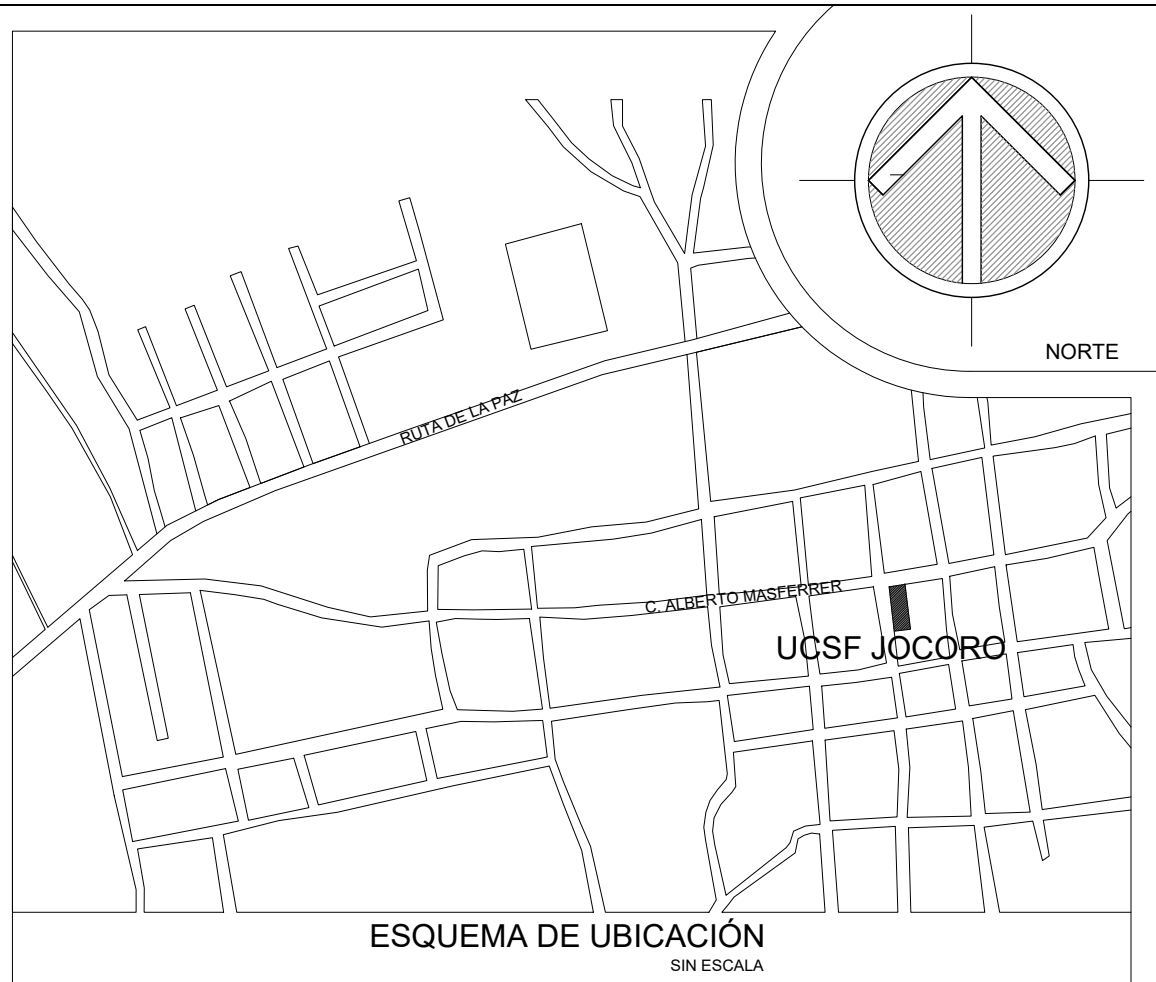 NORTE
RUTA DE LA PAZ
C. ALBERTO MASFERRER
UCSF JOCORO
ESQUEMA DE UBICACIÓN
SIN ESCALA